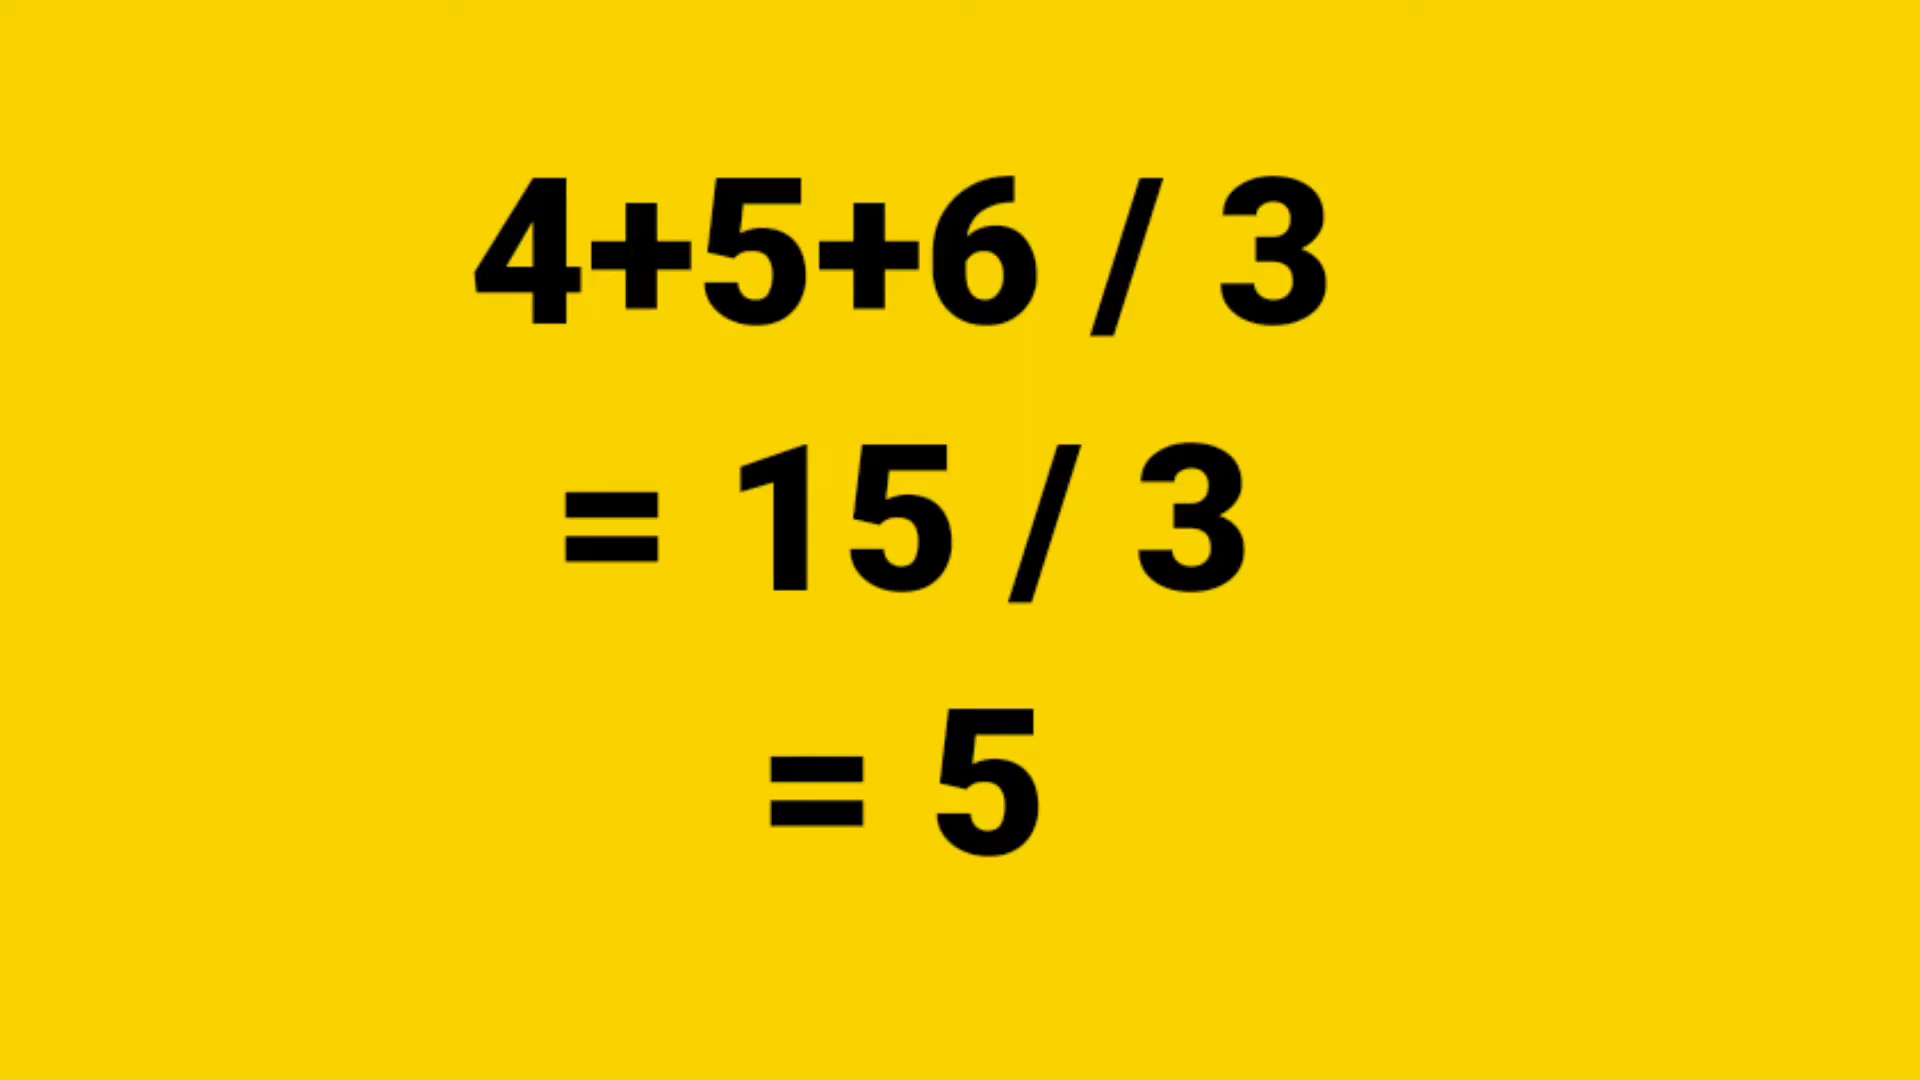 4+5+6 / 3
= 15 / 3
= 5